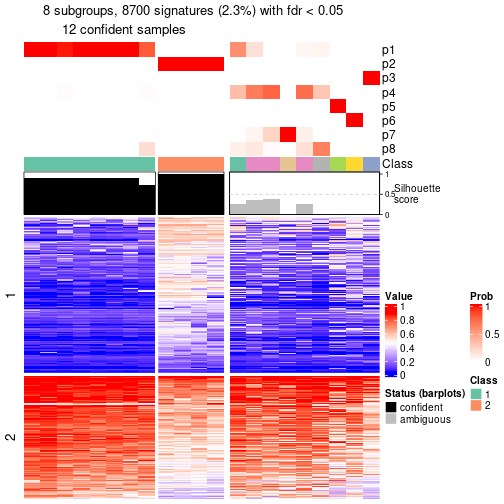 8 subgroups, 8700 signatures (2.3%) with fdr < 0.05
12 confident samples
p1
p2
p3
p4
p5
p6
p7
p8
Class
1
0.5
0
Silhouette
score
1
2
Value
1
0.8
0.6
0.4
0.2
0
Prob
1
0.5
0
Status (barplots)
confident
ambiguous
Class
1
2